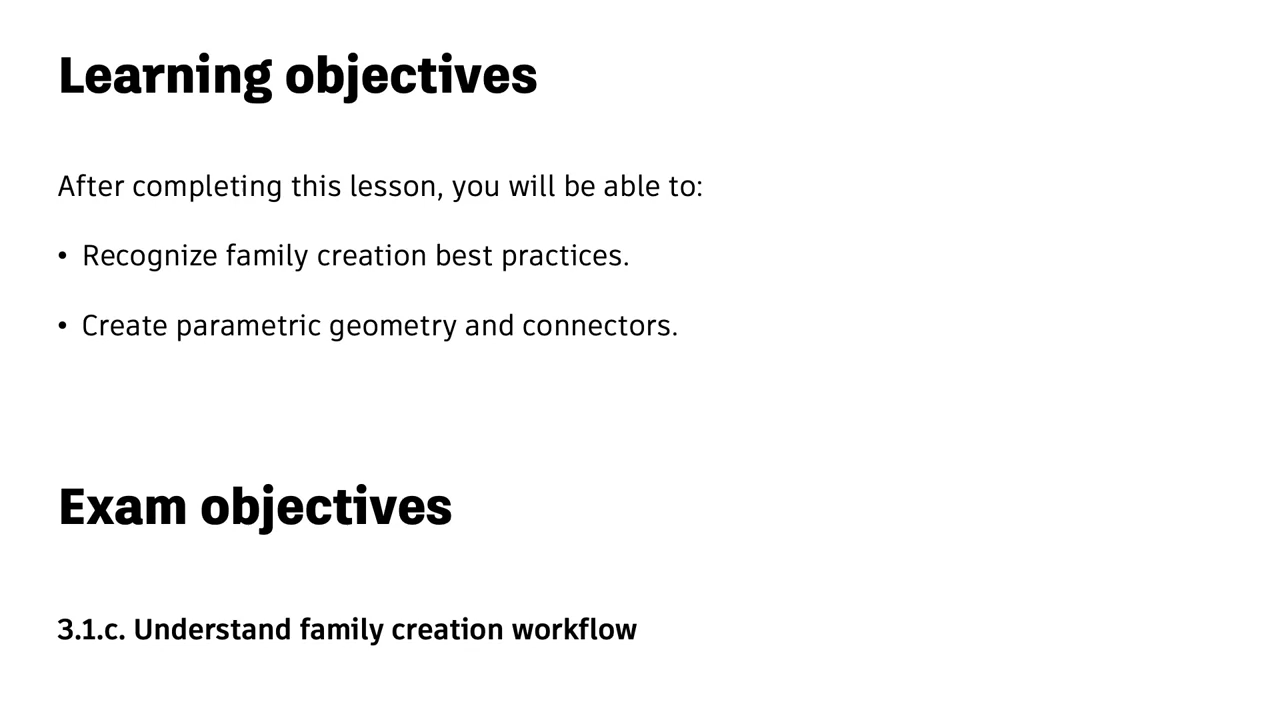 Learning objectives
After completing this lesson, you will be able to:
• Recognize family creation best practices.
• Create parametric geometry and connectors.
Exam objectives
3.1.c. Understand family creation workflow